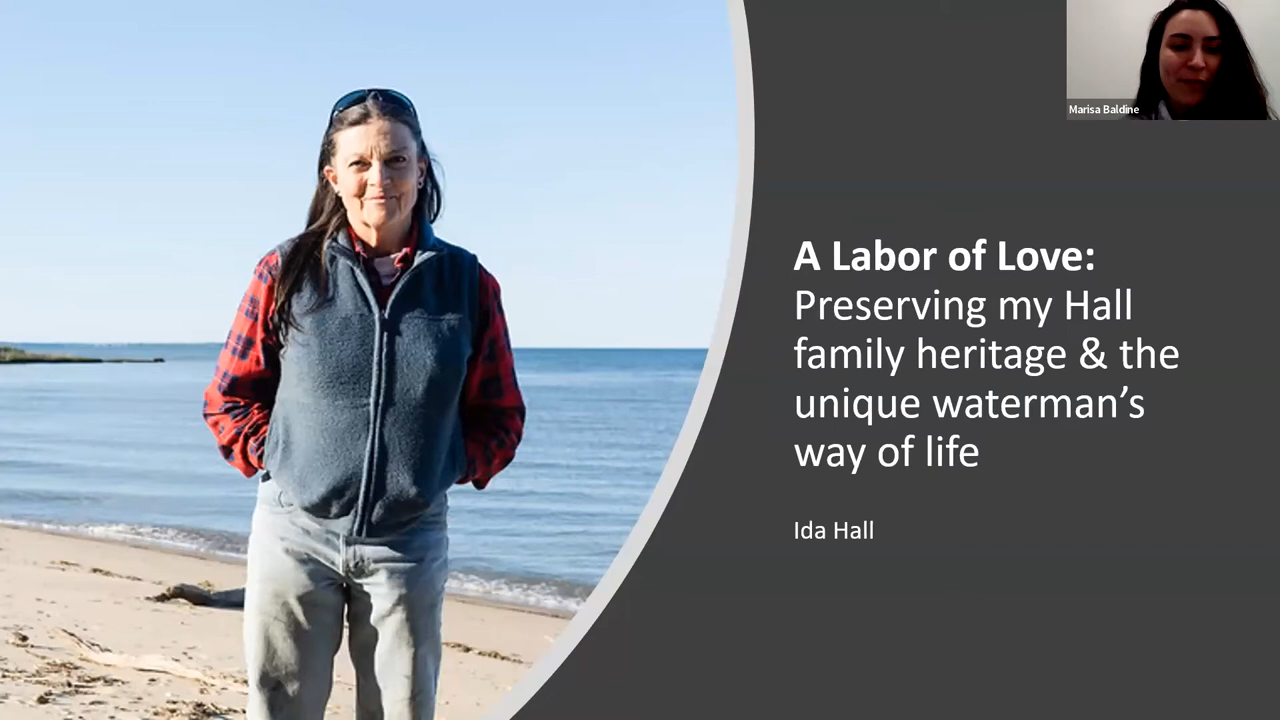 Marisa Baldine
A Labor of Love:
Preserving my Hall
family heritage & the
unique waterman’s
way of life
Ida Hall